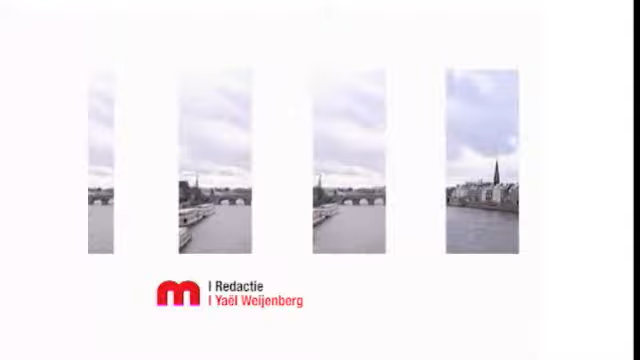 m
| Redactie
| Yaël Weijenberg